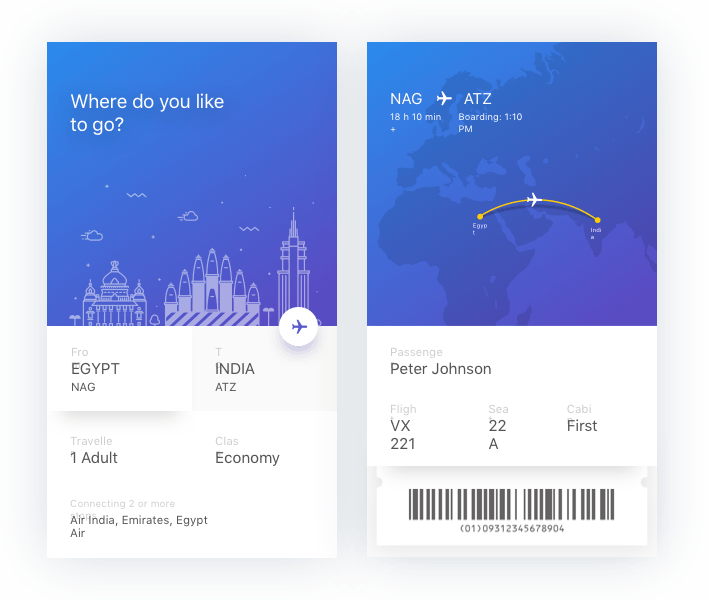 Where do you like
to go?
Fro
T
EGYPT
INDIA
NAG
ATZ
Travelle
Clas
1 Adult
Economy
Connecting 2 or more
Air India, Emirates, Egypt
Air
NAG ATZ
18 h 10 min
+
Boarding: 1:10
PM
Egyp
t
Indi
a
Passenge
Peter Johnson
Fligh
Sea
Cabi
VX
221
22
A
First
(01)09312345678904